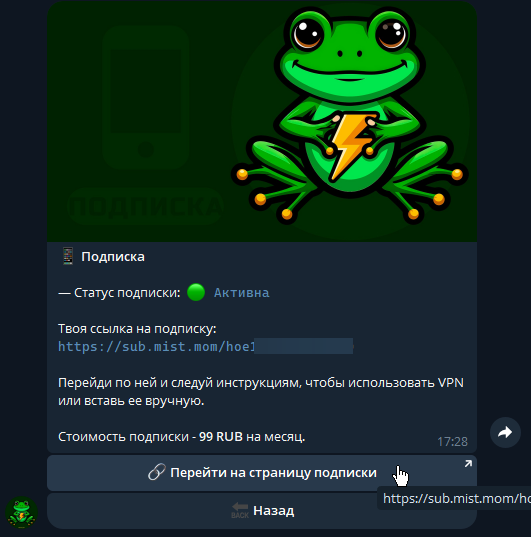 ПОДПИСКА
Подписка
— Статус подписки: Активна
Твоя ссылка на подписку:
https://sub.mist.mom/hoe
Перейди по ней и следуй инструкциям, чтобы использовать VPN
или вставь ее вручную.
Стоимость подписки - 99 RUB на месяц.
17:28
Перейти на страницу подписки
https://sub.mist.mom/ho
BACK Назад